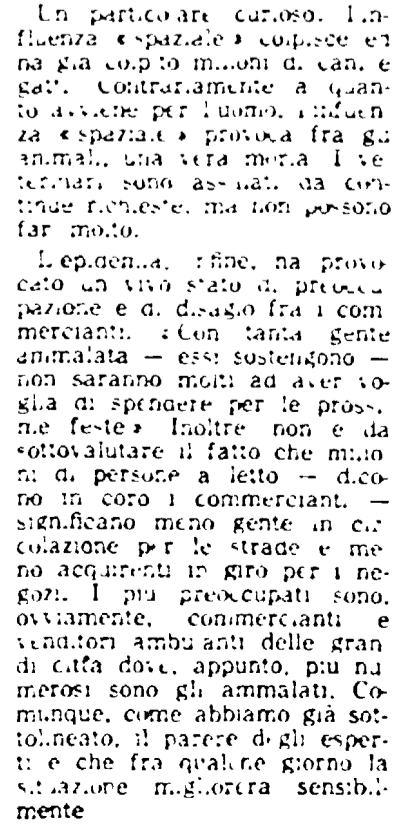 Un particolare curioso. L'in-
fluenza «spaziale» colpisce ed
ha già colpito milioni di cani e
gatti. Contrariamente a quan-
to avviene per l'uomo, l'influen
za «spaziale» provoca fra gli
animali, una vera moria. I ve-
terinari sono assillati da con-
tinue richieste, ma non possono
far molto.
L'epidemia, infine, ha provo-
cato un vivo stato di preoccu
pazione e di disagio fra i com
mercianti. «Con tanta gente
ammalata — essi sostengono —
non saranno molti ad aver vo-
glia di spendere per le prossi-
me feste» Inoltre non è da
sottovalutare il fatto che milio
ni di persone a letto — dico-
no in coro i commercianti —
significano meno gente in cir
colazione per le strade e me
no acquirenti in giro per i ne-
gozi. I più preoccupati sono,
ovviamente, commercianti e
venditori ambulanti delle gran
di città dove, appunto, più nu
merosi sono gli ammalati. Co-
munque, come abbiamo già sot-
tolineato, il parere degli esper-
ti è che fra qualche giorno la
situazione migliorerà sensibil-
mente